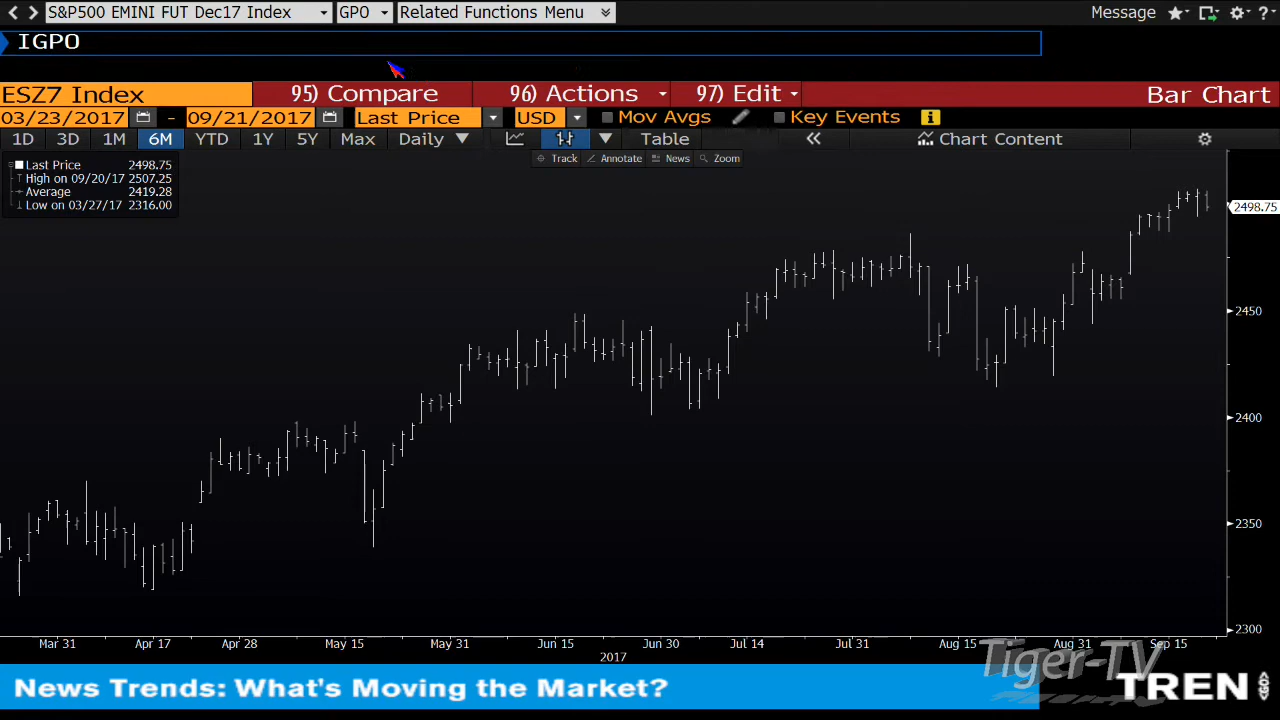 S&P500 EMINI FUT Dec17 Index GPO Related Functions Menu Message ?
IGPO
ESZ7 Index 95) Compare 96) Actions 97) Edit Bar Chart
03/23/2017 - 09/21/2017 Last Price USD Mov Avgs Key Events
1D 3D 1M 6M YTD 1Y 5Y Max Daily Table Chart Content
Track Annotate News Zoom
Last Price 2498.75
High on 09/20/17 2507.25
Average 2419.28
Low on 03/27/17 2316.00
2498.75
2450
2400
2350
2300
Mar 31 Apr 17 Apr 28 May 15 May 31 Jun 15 Jun 30 Jul 14 Jul 31 Aug 15 Aug 31 Sep 15
2017
Tiger-TV
News Trends: What's Moving the Market? TREN